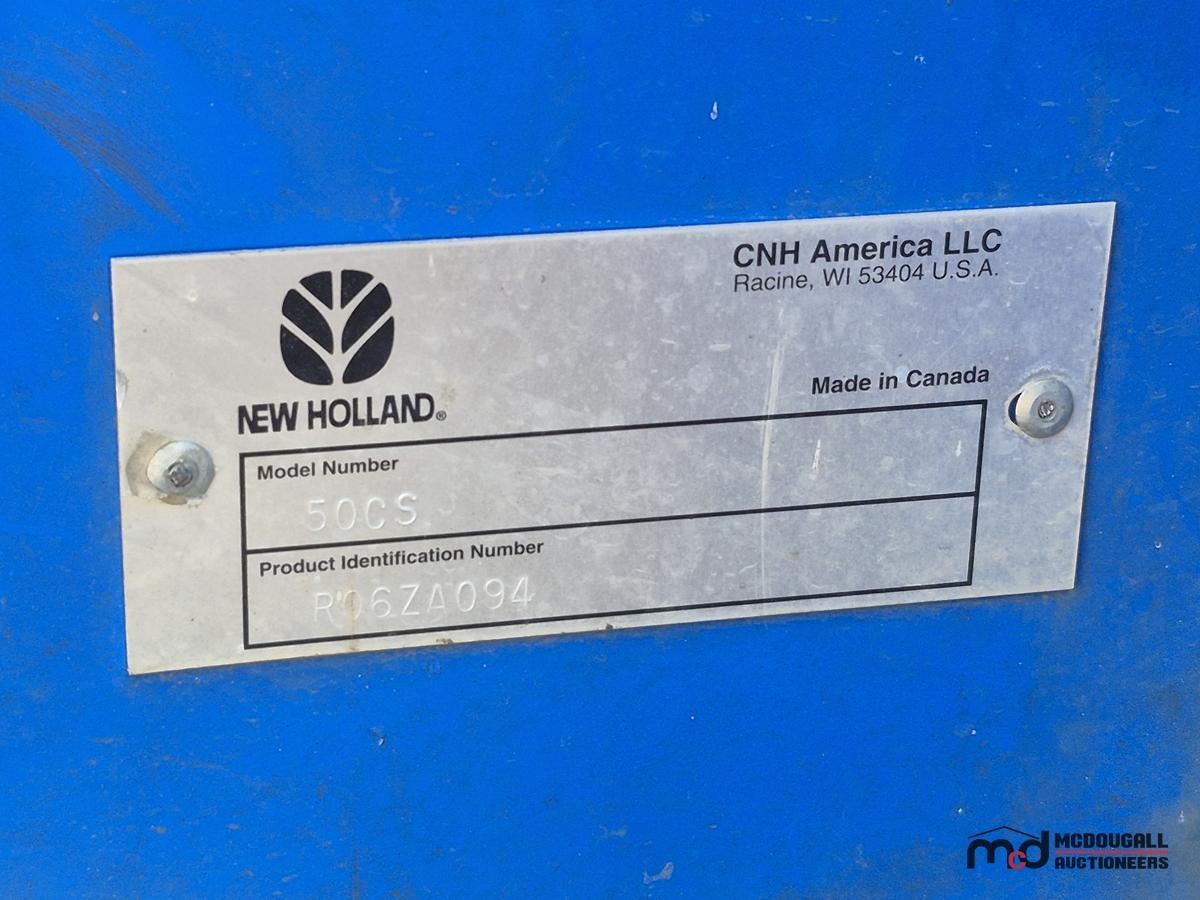 CNH America LLC
Racine, WI 53404 U.S.A.
NEW HOLLAND®
Made in Canada
Model Number
50CS
Product Identification Number
R06ZA094
mcd MCDOUGALL
AUCTIONEERS